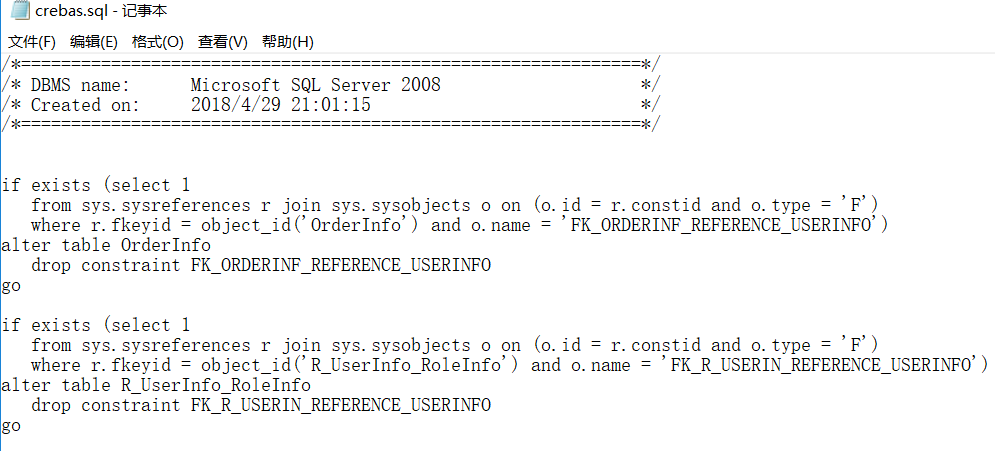 crebas.sql - 记事本
文件(F) 编辑(E) 格式(O) 查看(V) 帮助(H)
/*==============================================================*/
/* DBMS name:      Microsoft SQL Server 2008                    */
/* Created on:     2018/4/29 21:01:15                           */
/*==============================================================*/
if exists (select 1
   from sys.sysreferences r join sys.sysobjects o on (o.id = r.constid and o.type = 'F')
   where r.fkeyid = object_id('OrderInfo') and o.name = 'FK_ORDERINF_REFERENCE_USERINFO')
alter table OrderInfo
   drop constraint FK_ORDERINF_REFERENCE_USERINFO
go
if exists (select 1
   from sys.sysreferences r join sys.sysobjects o on (o.id = r.constid and o.type = 'F')
   where r.fkeyid = object_id('R_UserInfo_RoleInfo') and o.name = 'FK_R_USERIN_REFERENCE_USERINFO')
alter table R_UserInfo_RoleInfo
   drop constraint FK_R_USERIN_REFERENCE_USERINFO
go